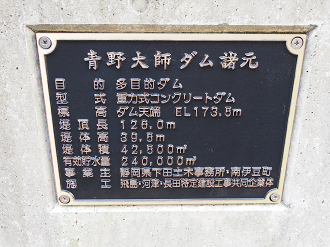 青野大師ダム諸元
目的 多目的ダム
型式 重力式コンクリートダム
標高 ダム天端 EL173.5m
堤頂長 126.0m
堤体高 39.5m
堤体積 42,500㎥
有効貯水量 240,000㎥
事業主 静岡県下田土木事務所・南伊豆町
施工 飛島・河津・長田特定建設工事共同企業体